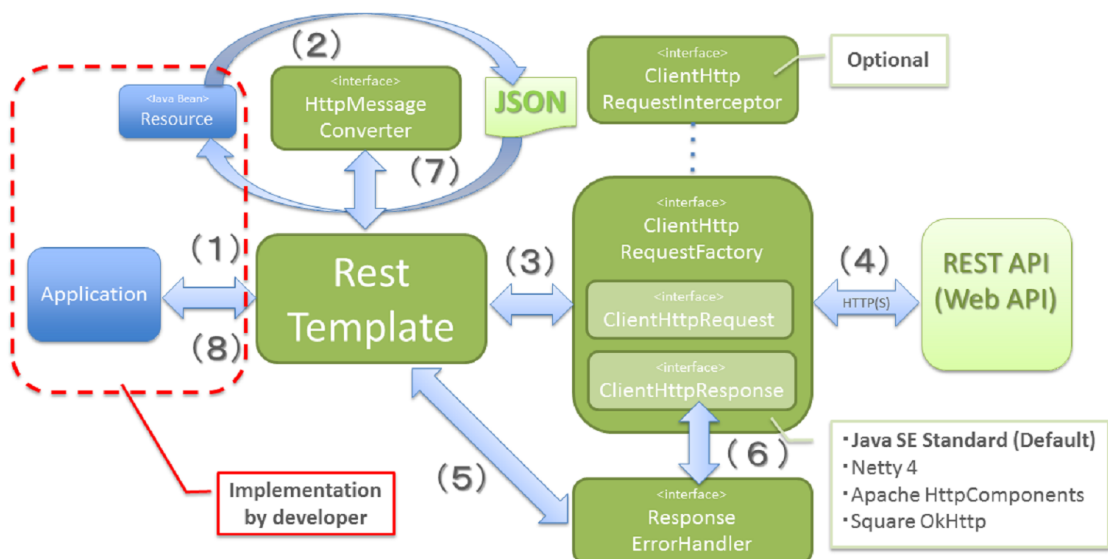 (2)
<interface>
HttpMessage
Converter
<Java Bean>
Resource
JSON
(7)
<interface>
ClientHttp
RequestInterceptor
Optional
Application
(1)
(8)
Rest
Template
(3)
<interface>
ClientHttp
RequestFactory
<interface>
ClientHttpRequest
<interface>
ClientHttpResponse
(4)
HTTP(S)
REST API
(Web API)
(5)
(6)
<interface>
Response
ErrorHandler
Implementation
by developer
・Java SE Standard (Default)
・Netty 4
・Apache HttpComponents
・Square OkHttp